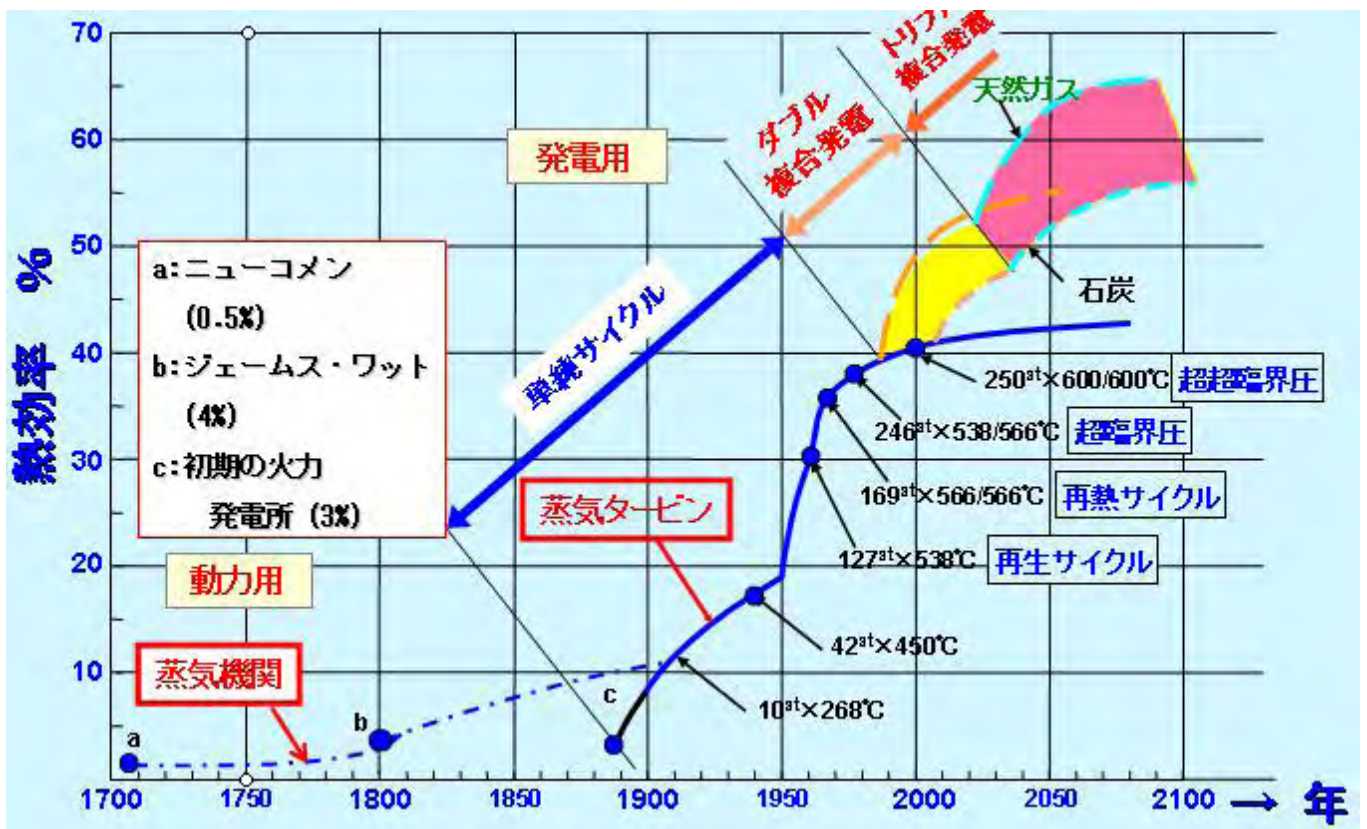 70
60
50
40
30
20
10
熱効率 %
トリプル
複合発電
ダブル
複合発電
天然ガス
発電用
a:ニューコメン
(0.5%)
b:ジェームス・ワット
(4%)
c:初期の火力
発電所 (3%)
単純サイクル
石炭
250at×600/600℃ 超超臨界圧
246at×538/566℃ 超臨界圧
169at×566/566℃ 再熱サイクル
蒸気タービン
127at×538℃ 再生サイクル
動力用
42at×450℃
蒸気機関
c
10at×268℃
b
a
1700 1750 1800 1850 1900 1950 2000 2050 2100 → 年